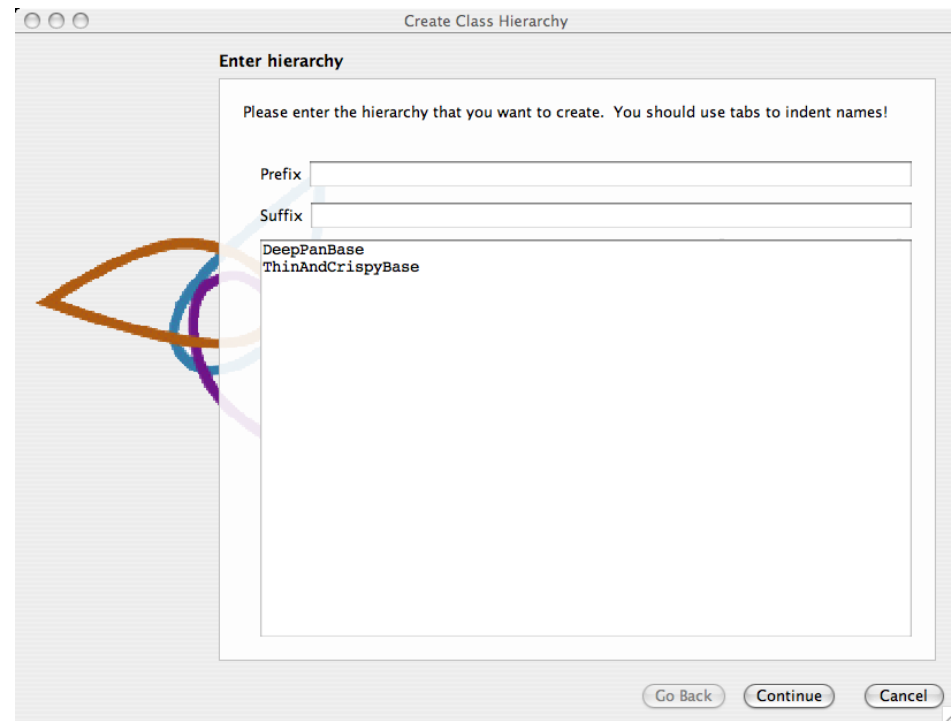 Create Class Hierarchy
Enter hierarchy
Please enter the hierarchy that you want to create.  You should use tabs to indent names!
Prefix
Suffix
DeepPanBase
ThinAndCrispyBase
Go Back Continue Cancel